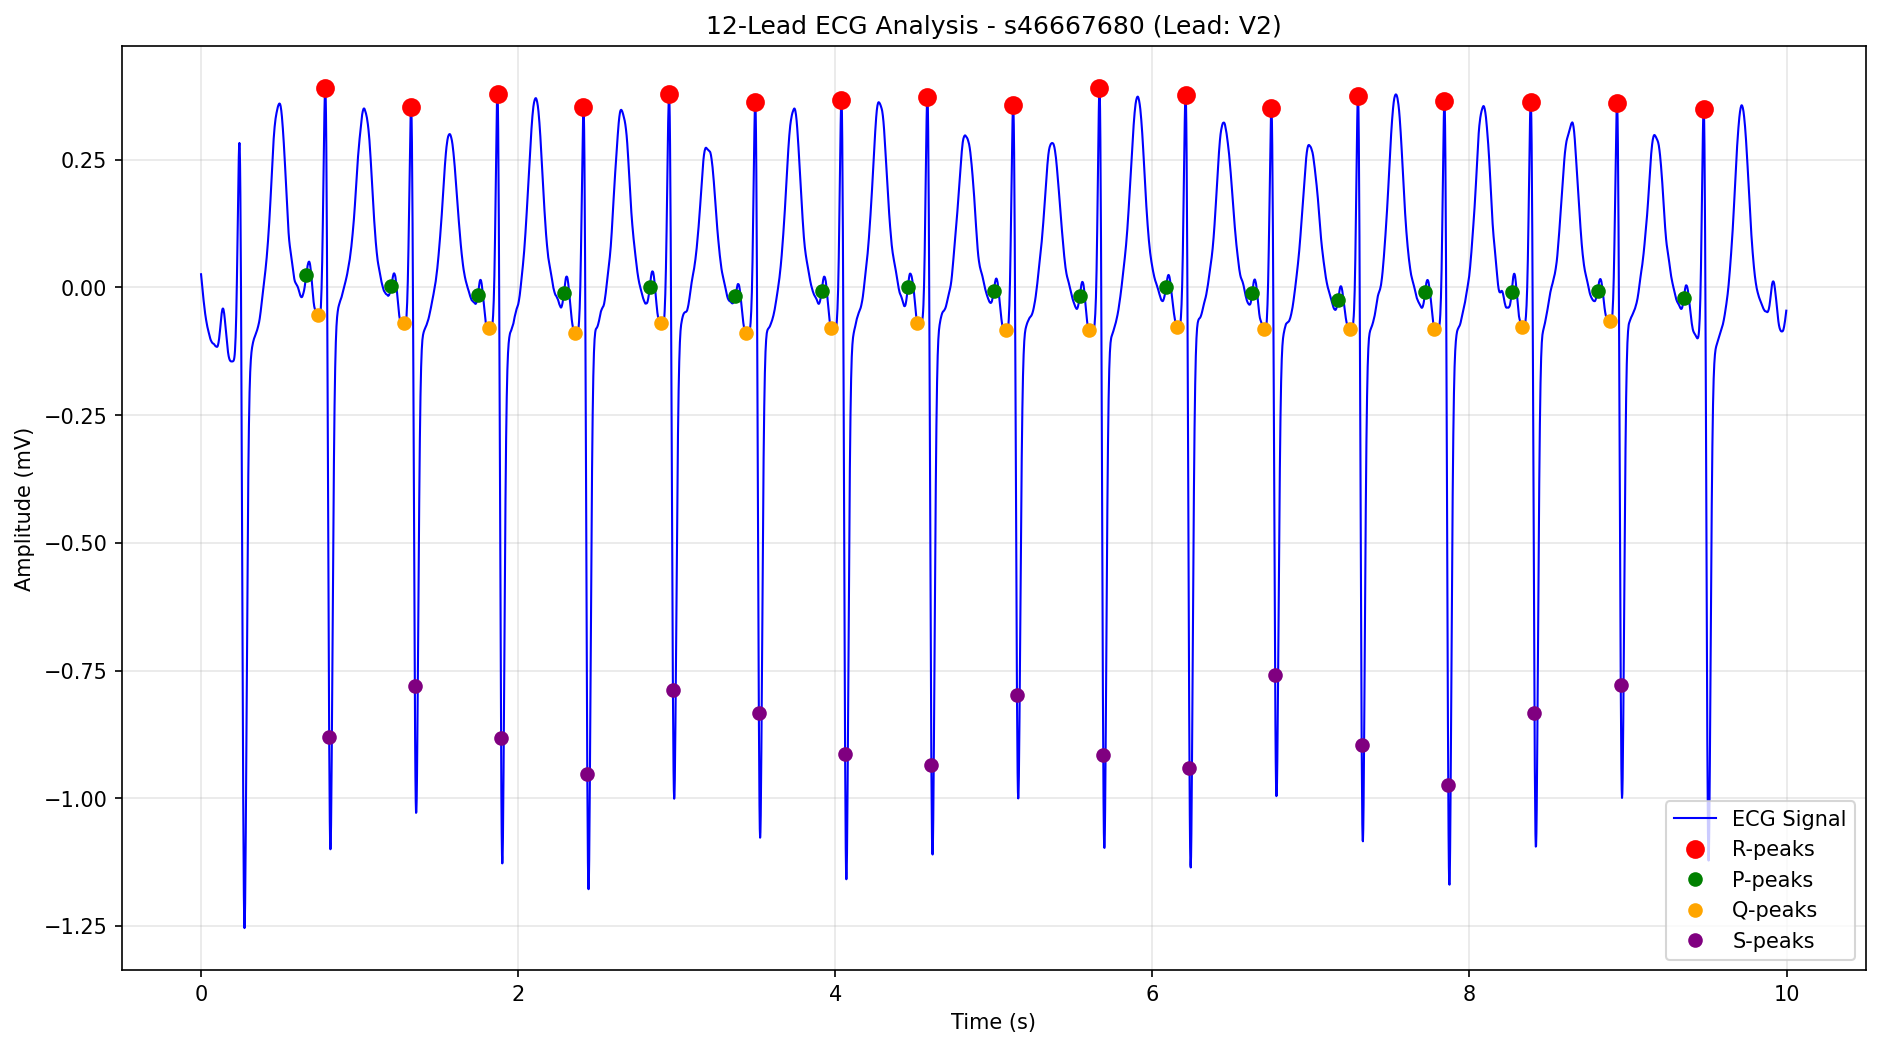 12-Lead ECG Analysis - s46667680 (Lead: V2)
Amplitude (mV)
0.25
0.00
−0.25
−0.50
−0.75
−1.00
−1.25
ECG Signal
R-peaks
P-peaks
Q-peaks
S-peaks
0 2 4 6 8 10
Time (s)